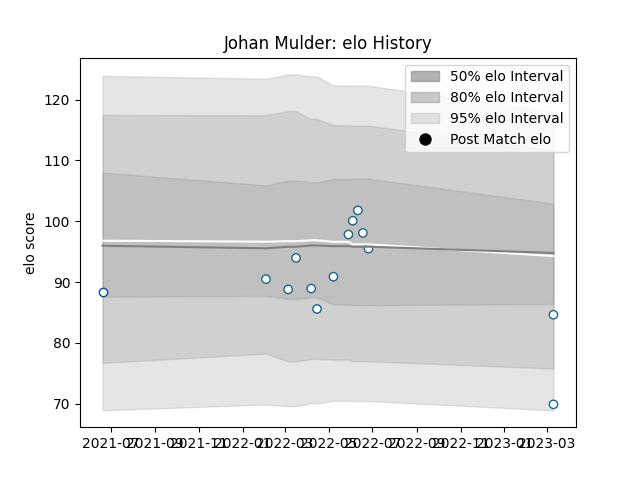 Johan Mulder: elo History
50% elo Interval
80% elo Interval
95% elo Interval
Post Match elo
elo score
120
110
100
90
80
70
2021-07 2021-09 2021-11 2022-01 2022-03 2022-05 2022-07 2022-09 2022-11 2023-01 2023-03